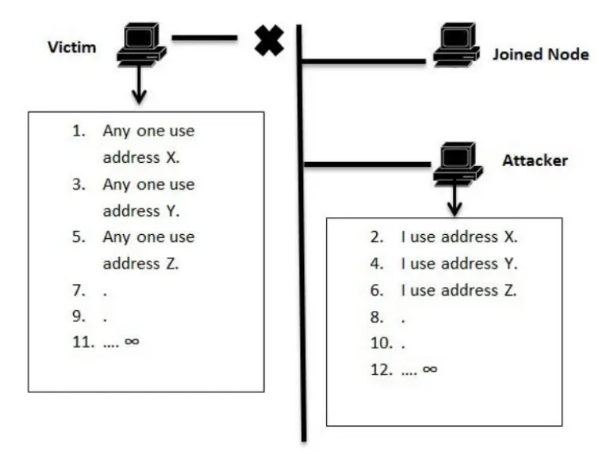 Victim
Joined Node
1. Any one use
address X.
3. Any one use
address Y.
5. Any one use
address Z.
7. .
9. .
11. .... ∞
Attacker
2. I use address X.
4. I use address Y.
6. I use address Z.
8. .
10. .
12. .... ∞